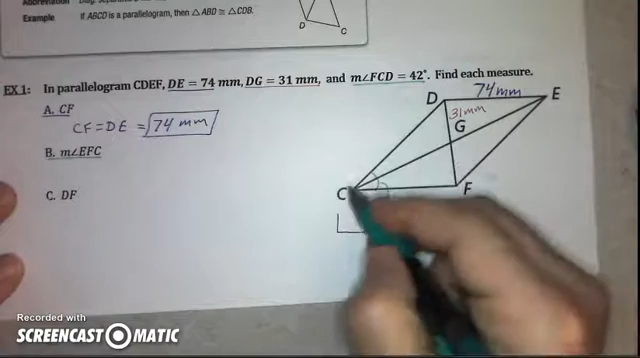 Abbreviation
Example If ABCD is a parallelogram, then △ABD ≅ △CDB.
D
C
EX 1: In parallelogram CDEF, DE = 74 mm, DG = 31 mm, and m∠FCD = 42°. Find each measure.
A. CF
CF = DE = 74 mm
B. m∠EFC
C. DF
74mm
D
E
31mm
G
C
F
Recorded with
SCREENCAST O MATIC